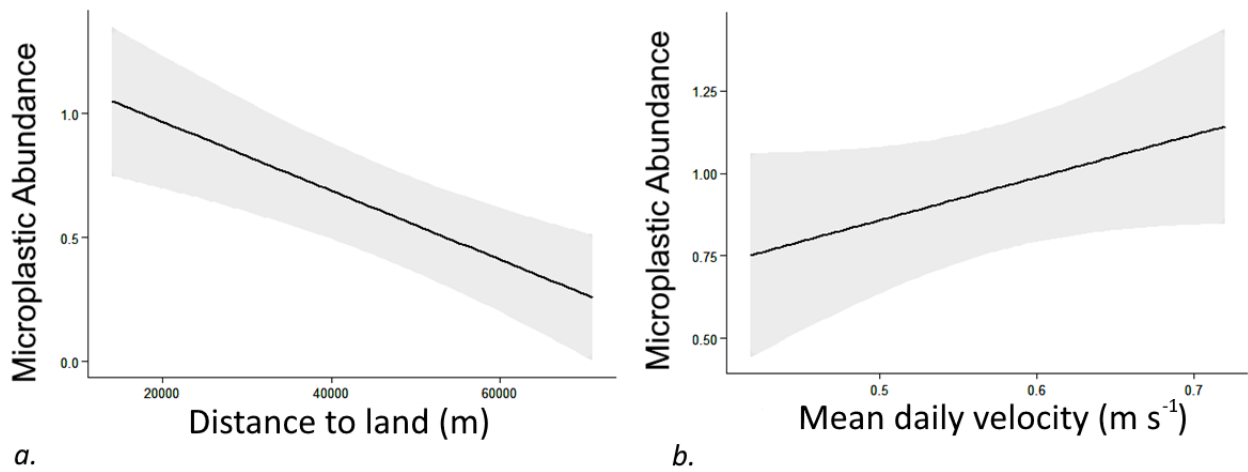 Microplastic Abundance
1.0
0.5
0.0
20000 40000 60000
Distance to land (m)
a.
Microplastic Abundance
1.25
1.00
0.75
0.50
0.5 0.6 0.7
Mean daily velocity (m s⁻¹)
b.